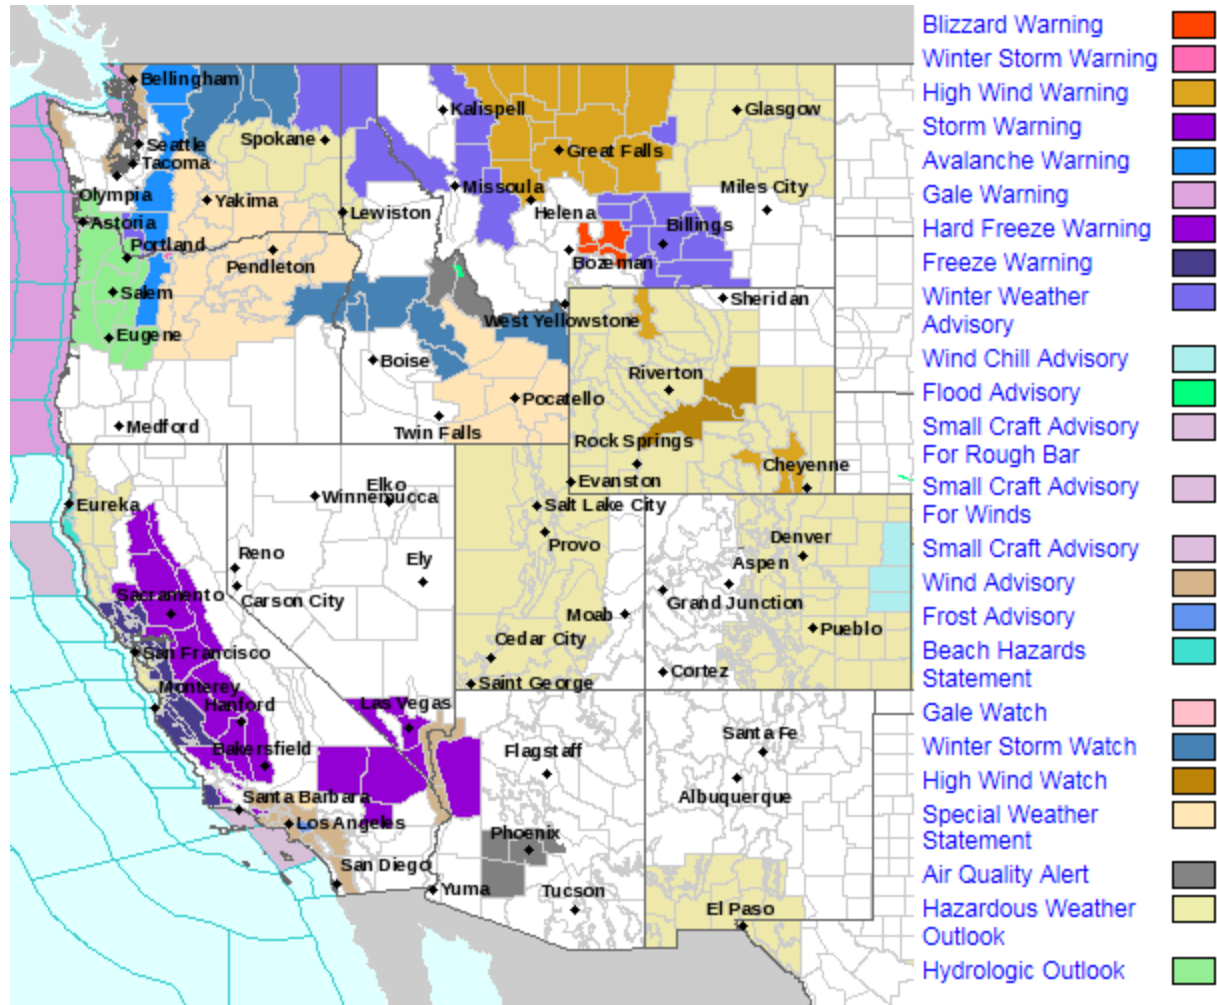 Bellingham
Seattle
Tacoma
Olympia
Astoria
Portland
Salem
Eugene
Medford
Spokane
Yakima
Pendleton
Lewiston
Kalispell
Missoula
Great Falls
Helena
Bozeman
Billings
Glasgow
Miles City
West Yellowstone
Boise
Pocatello
Twin Falls
Sheridan
Riverton
Rock Springs
Cheyenne
Evanston
Eureka
Winnemucca
Elko
Reno
Carson City
Ely
Salt Lake City
Provo
Moab
Cedar City
Saint George
Denver
Aspen
Grand Junction
Pueblo
Cortez
Sacramento
San Francisco
Monterey
Hanford
Bakersfield
Las Vegas
Santa Barbara
Los Angeles
San Diego
Yuma
Flagstaff
Phoenix
Tucson
Santa Fe
Albuquerque
El Paso
Blizzard Warning
Winter Storm Warning
High Wind Warning
Storm Warning
Avalanche Warning
Gale Warning
Hard Freeze Warning
Freeze Warning
Winter Weather
Advisory
Wind Chill Advisory
Flood Advisory
Small Craft Advisory
For Rough Bar
Small Craft Advisory
For Winds
Small Craft Advisory
Wind Advisory
Frost Advisory
Beach Hazards
Statement
Gale Watch
Winter Storm Watch
High Wind Watch
Special Weather
Statement
Air Quality Alert
Hazardous Weather
Outlook
Hydrologic Outlook